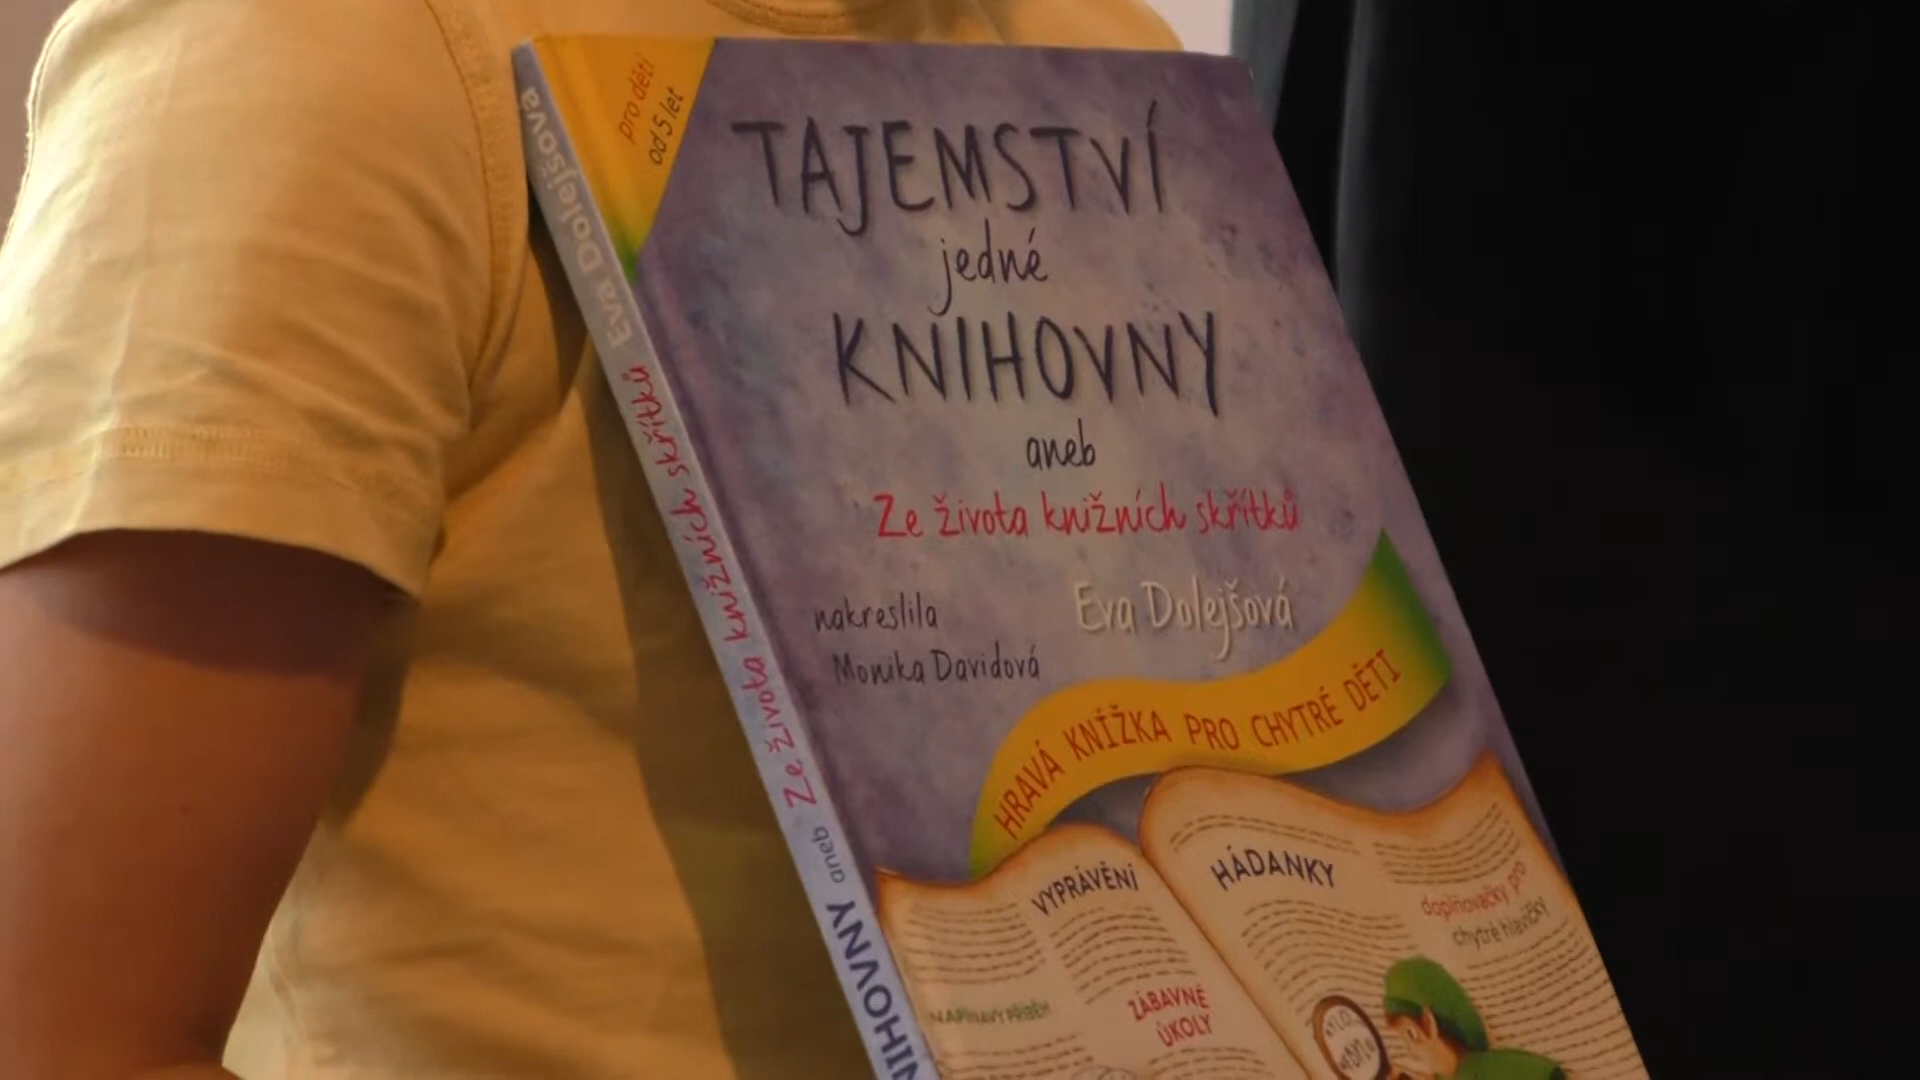 pro děti
od 5 let
TAJEMSTVÍ
jedné
KNIHOVNY
aneb
Ze života knižních skřítků
Eva Dolejšová
nakreslila
Monika Davidová
HRAVÁ KNÍŽKA PRO CHYTRÉ DĚTI
VYPRÁVĚNÍ
HÁDANKY
doplňovačky pro
chytré hlavičky
NAPÍNAVÝ PŘÍBĚH
ZÁBAVNÉ
ÚKOLY
KNIHOVNY aneb Ze života knižních skřítků Eva Dolejšová